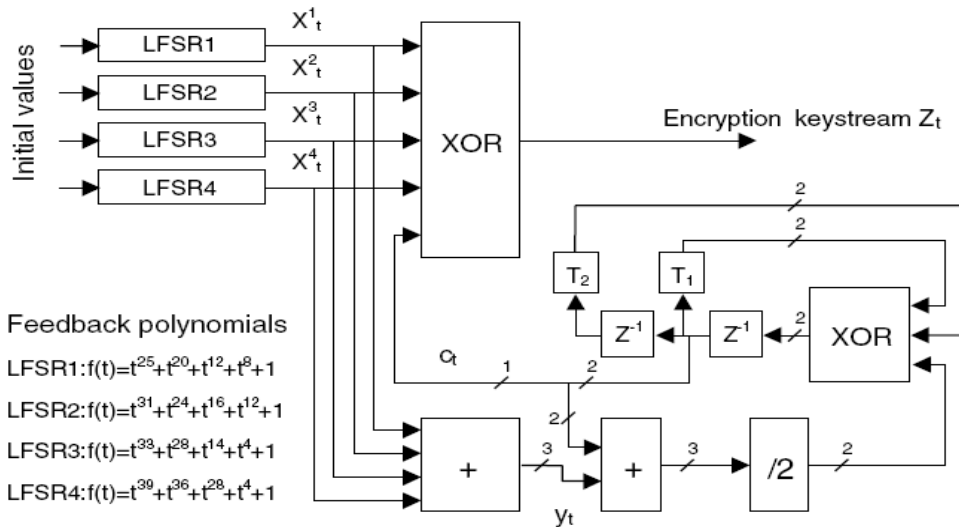 Initial values
LFSR1
LFSR2
LFSR3
LFSR4
X¹ₜ
X²ₜ
X³ₜ
X⁴ₜ
XOR
Encryption keystream Zₜ
2
2
T₂
T₁
Z⁻¹
Z⁻¹
2
XOR
cₜ
1
2
2
+
3
yₜ
+
3
/2
2
Feedback polynomials
LFSR1:f(t)=t²⁵+t²⁰+t¹²+t⁸+1
LFSR2:f(t)=t³¹+t²⁴+t¹⁶+t¹²+1
LFSR3:f(t)=t³³+t²⁸+t¹⁴+t⁴+1
LFSR4:f(t)=t³⁹+t³⁶+t²⁸+t⁴+1